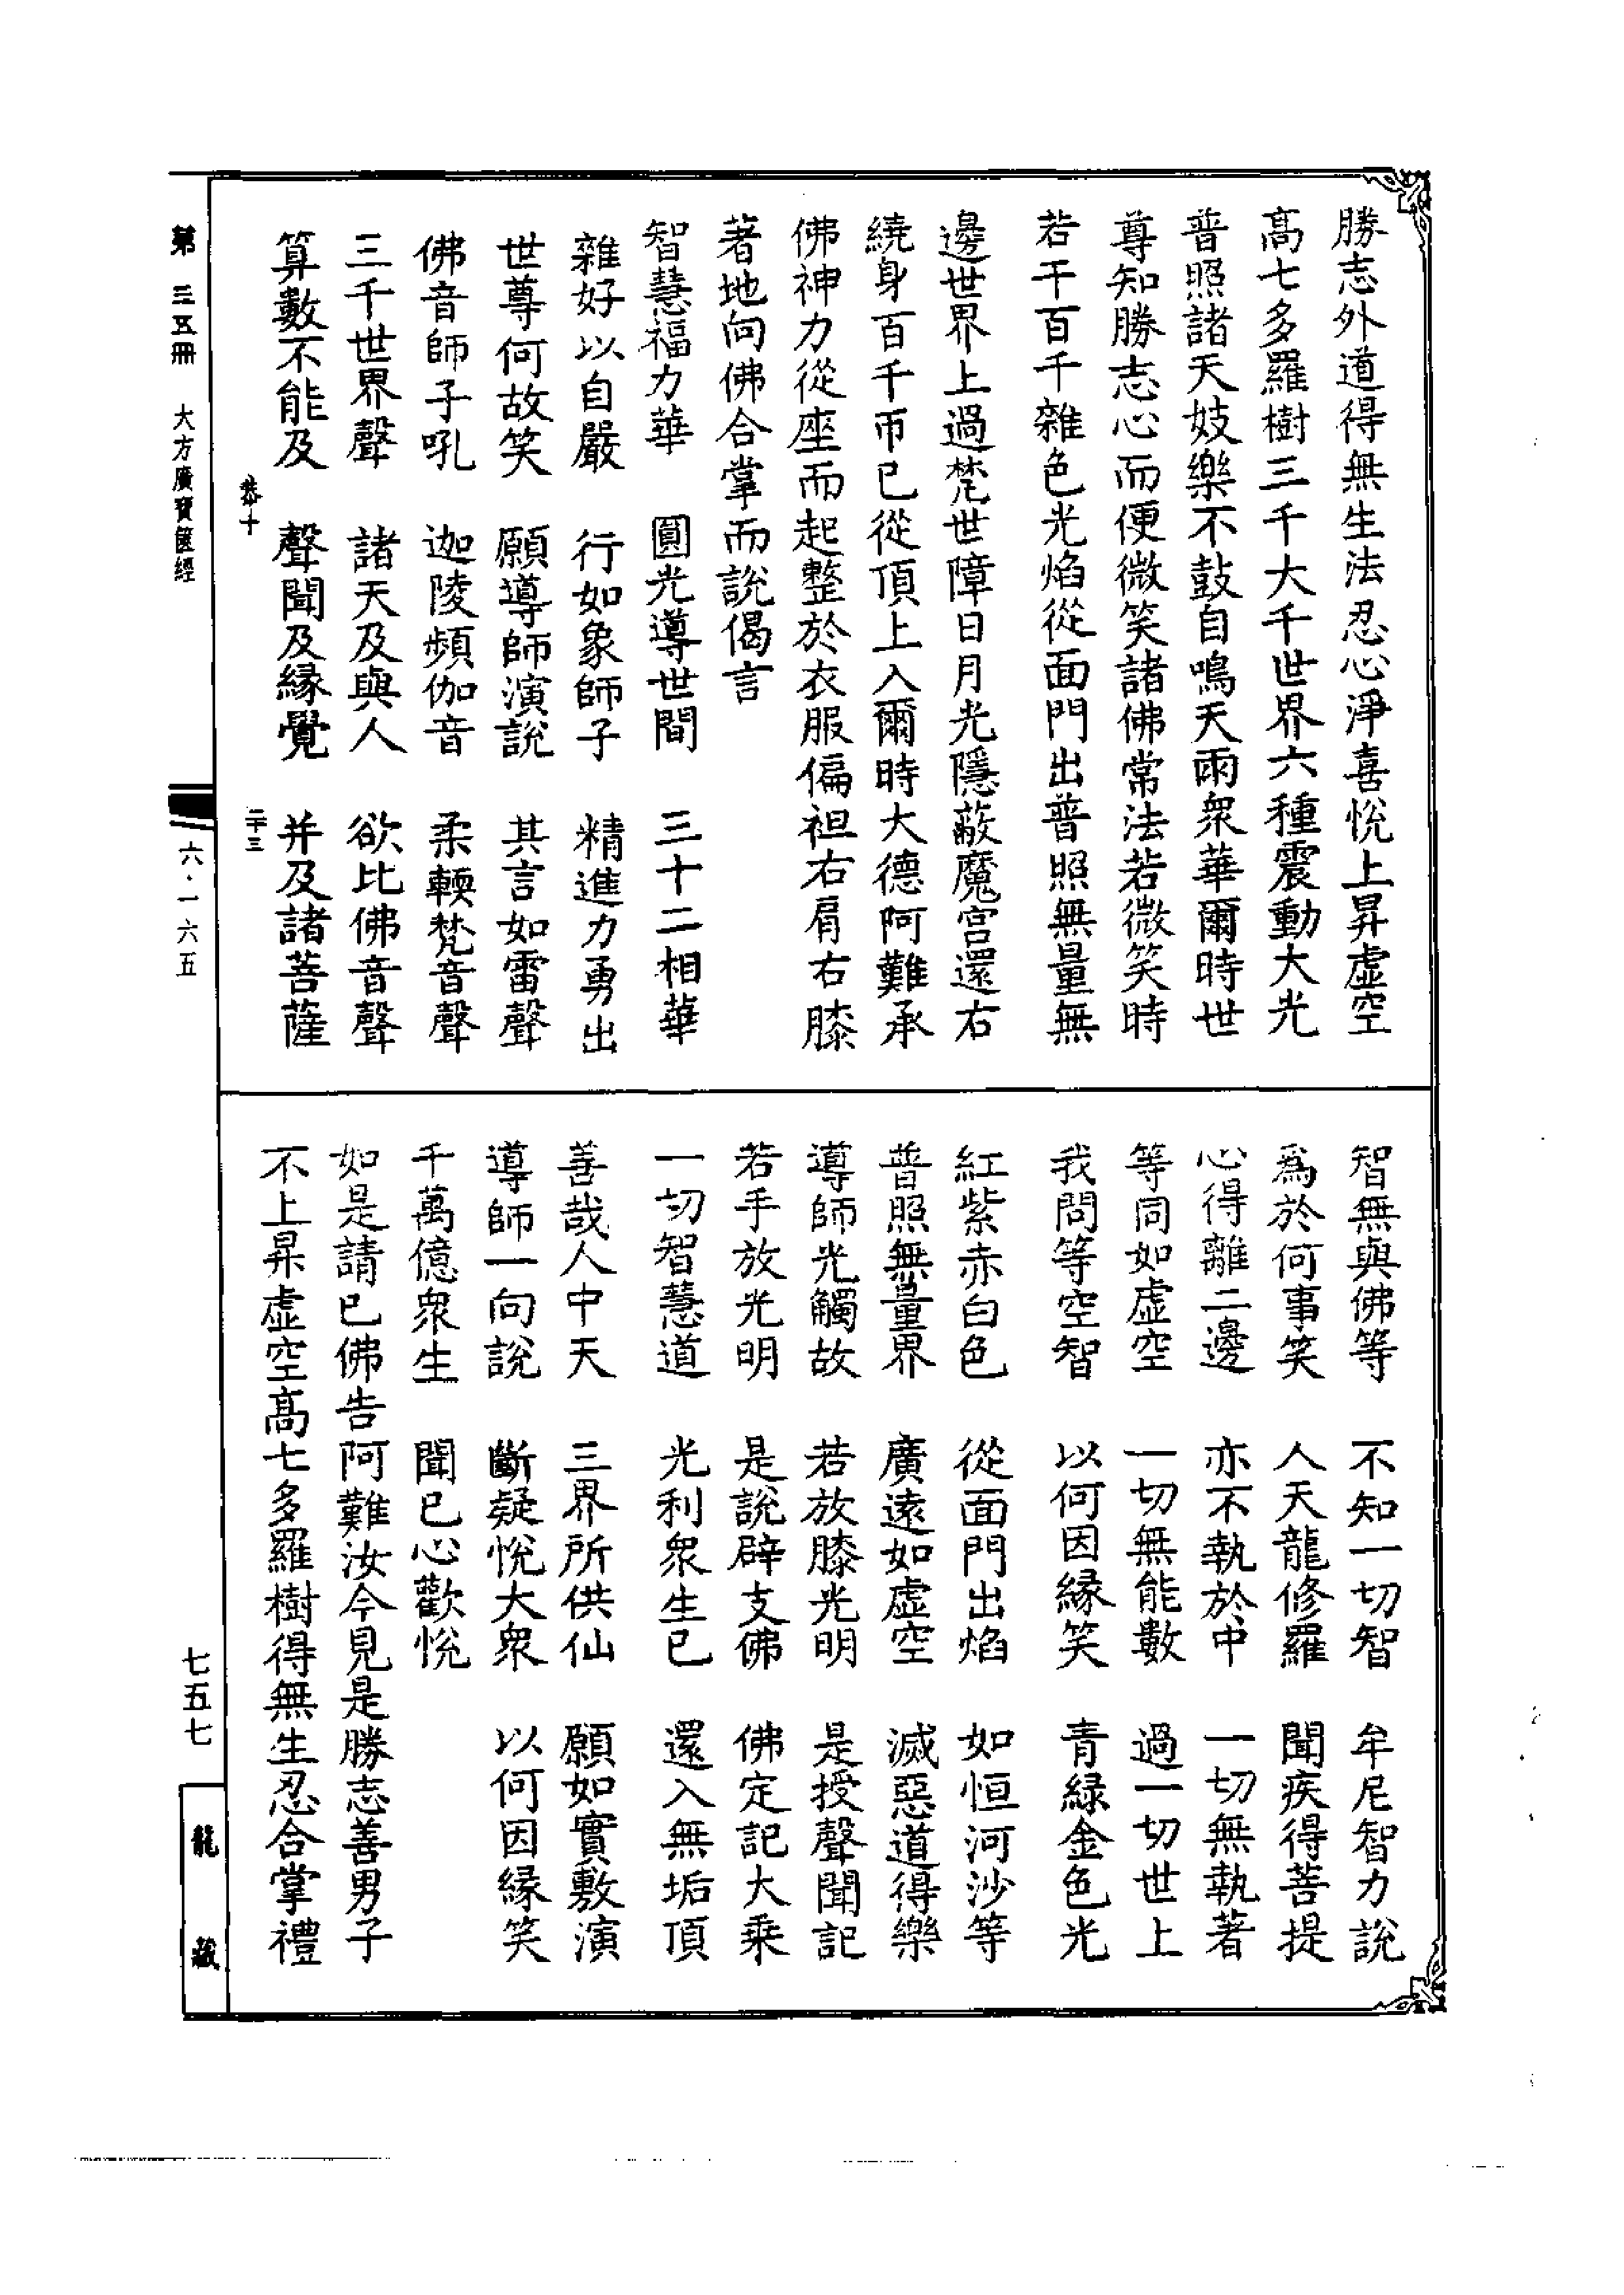 勝志外道得無生法忍心淨喜悅上昇虛空
高七多羅樹三千大千世界六種震動大光
普照諸天妓樂不鼓自鳴天雨衆華爾時世
尊知勝志心而便微笑諸佛常法若微笑時
若干百千雜色光焰從面門出普照無量無
邊世界上過梵世障日月光隱蔽魔宮還右
繞身百千帀已從頂上入爾時大德阿難承
佛神力從座而起整於衣服偏袒右肩右膝
著地向佛合掌而說偈言
智慧福力華　圓光導世間　三十二相華
雜好以自嚴　行如象師子　精進力勇出
世尊何故笑　願導師演說　其言如雷聲
佛音師子吼　迦陵頻伽音　柔輭梵音聲
三千世界聲　諸天及與人　欲比佛音聲
算數不能及　聲聞及緣覺　并及諸菩薩
恭十
二十三
智無與佛等　不知一切智　牟尼智力說
爲於何事笑　人天龍修羅　聞疾得菩提
心得離二邊　亦不執於中　一切無執著
等同如虛空　一切無能數　過一切世上
我問等空智　以何因緣笑　青綠金色光
紅紫赤白色　從面門出焰　如恒河沙等
普照無量界　廣遠如虛空　滅惡道得樂
導師光觸故　若放膝光明　是授聲聞記
若手放光明　是說辟支佛　佛定記大乘
一切智慧道　光利衆生已　還入無垢頂
善哉人中天　三界所供仙　願如實敷演
導師一向說　斷疑悅大衆　以何因緣笑
千萬億衆生　聞已心歡悅
如是請已佛告阿難汝今見是勝志善男子
不上昇虛空高七多羅樹得無生忍合掌禮
第三五冊　大方廣寶篋經
六・一六五
七五七
龍藏